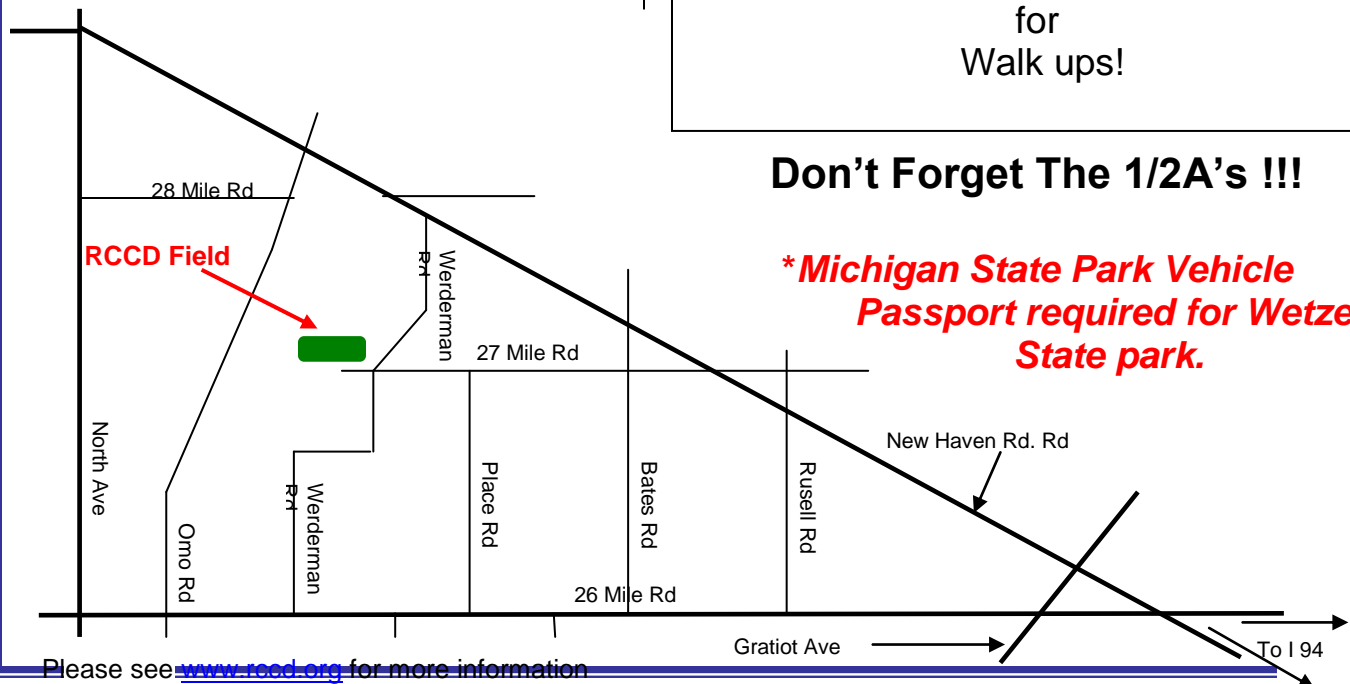 for
Walk ups!
Don't Forget The 1/2A's !!!
*Michigan State Park Vehicle
Passport required for Wetze
State park.
28 Mile Rd
RCCD Field
Werderman
Rd
27 Mile Rd
New Haven Rd. Rd
North Ave
Omo Rd
Werderman
Rd
Place Rd
Bates Rd
Rusell Rd
26 Mile Rd
Gratiot Ave
To I 94
Please see www.rccd.org for more information